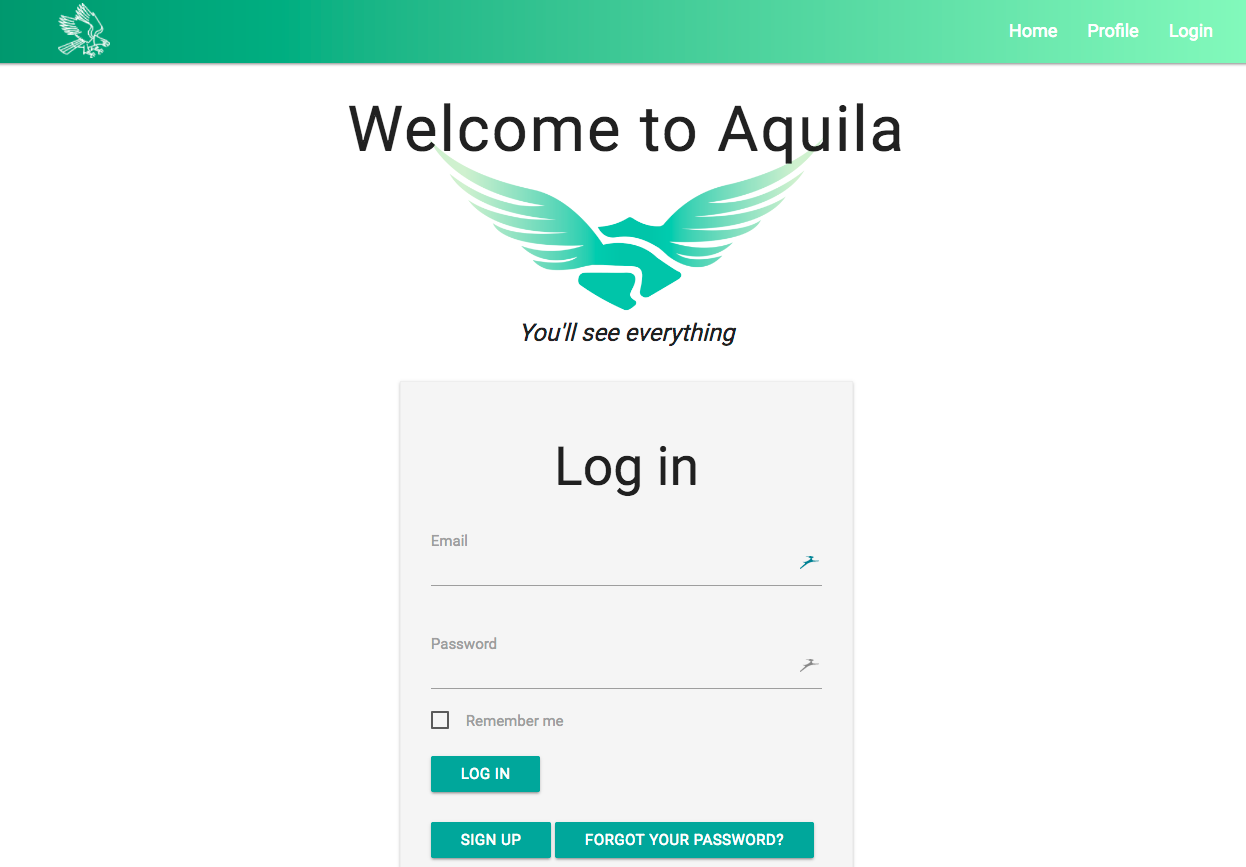 Home Profile Login
Welcome to Aquila
You'll see everything
Log in
Email
Password
Remember me
LOG IN
SIGN UP FORGOT YOUR PASSWORD?